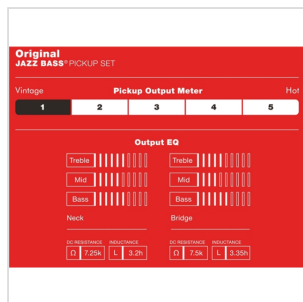 Original
JAZZ BASS® PICKUP SET
Vintage Pickup Output Meter Hot
1 2 3 4 5
Output EQ
Treble Treble
Mid Mid
Bass Bass
Neck Bridge
DC RESISTANCE INDUCTANCE DC RESISTANCE INDUCTANCE
Ω 7.25k L 3.2h Ω 7.5k L 3.35h